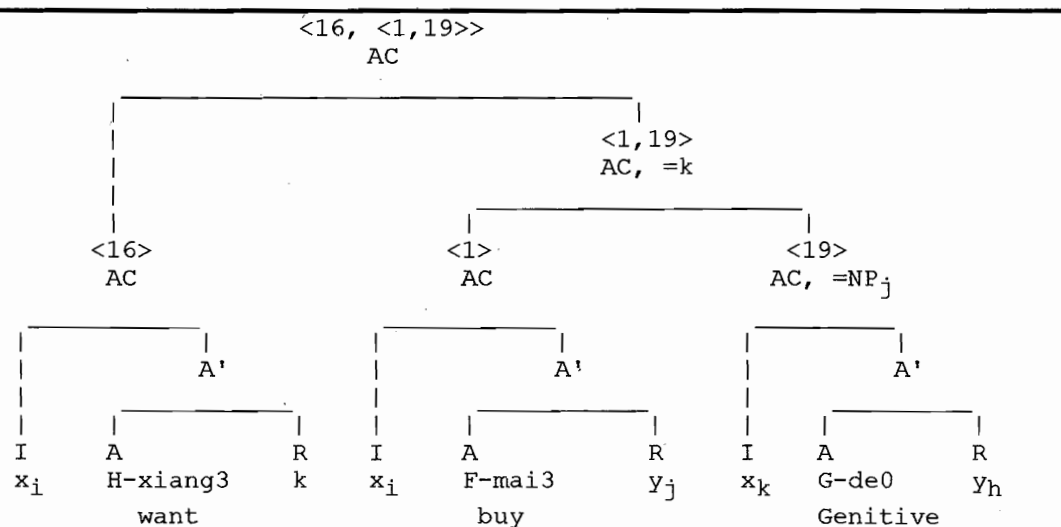 <16, <1,19>>
AC
<1,19>
AC, =k
<16> <1> <19>
AC AC AC, =NPj
A' A' A'
I A R I A R I A R
xi H-xiang3 k xi F-mai3 yj xk G-de0 yh
want buy Genitive